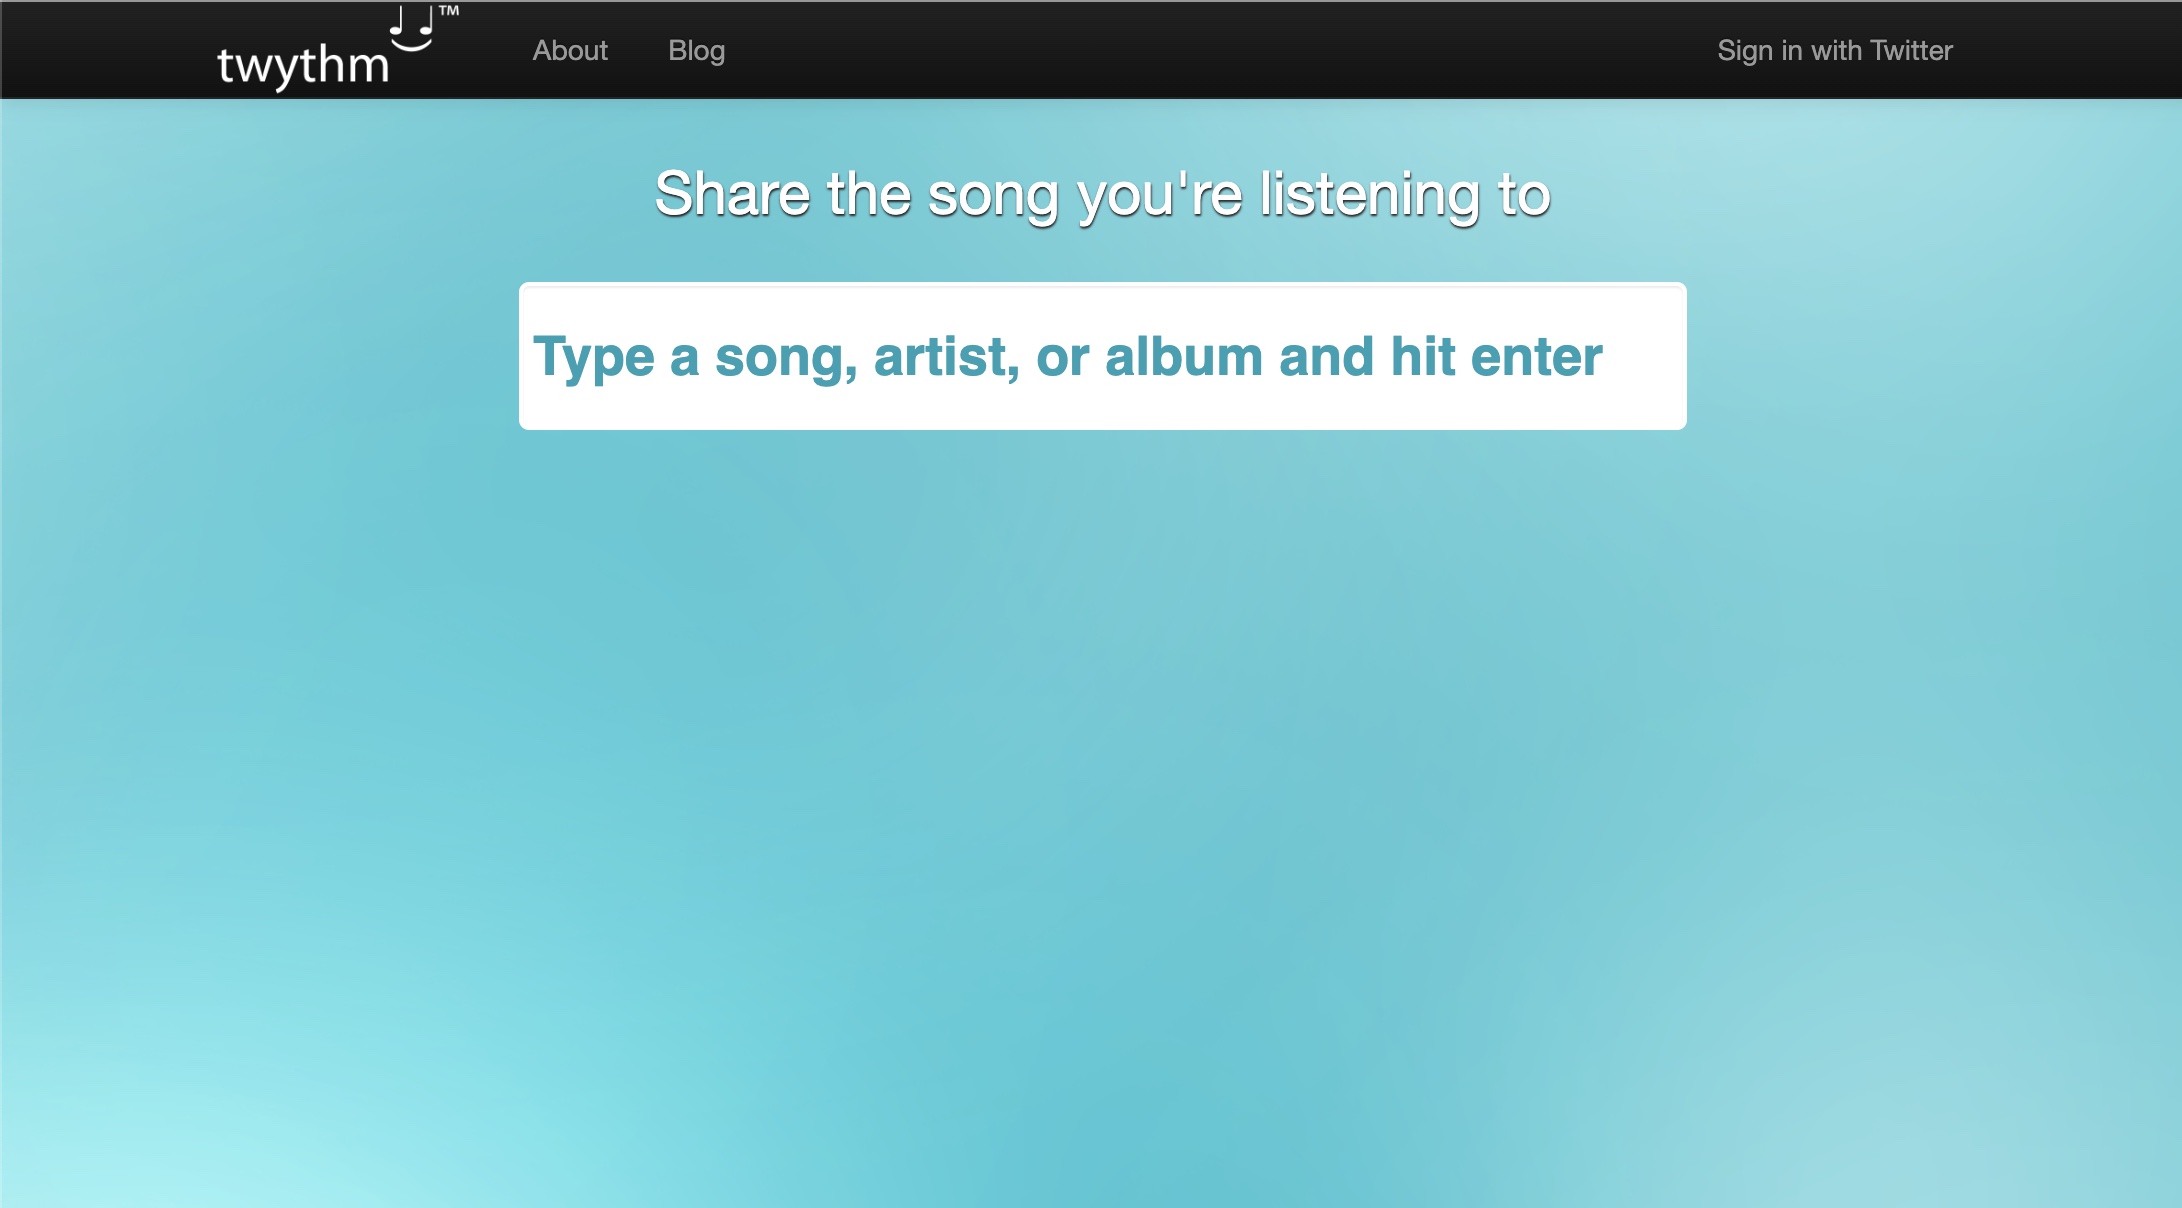 twythm™
About
Blog
Sign in with Twitter
Share the song you're listening to
Type a song, artist, or album and hit enter